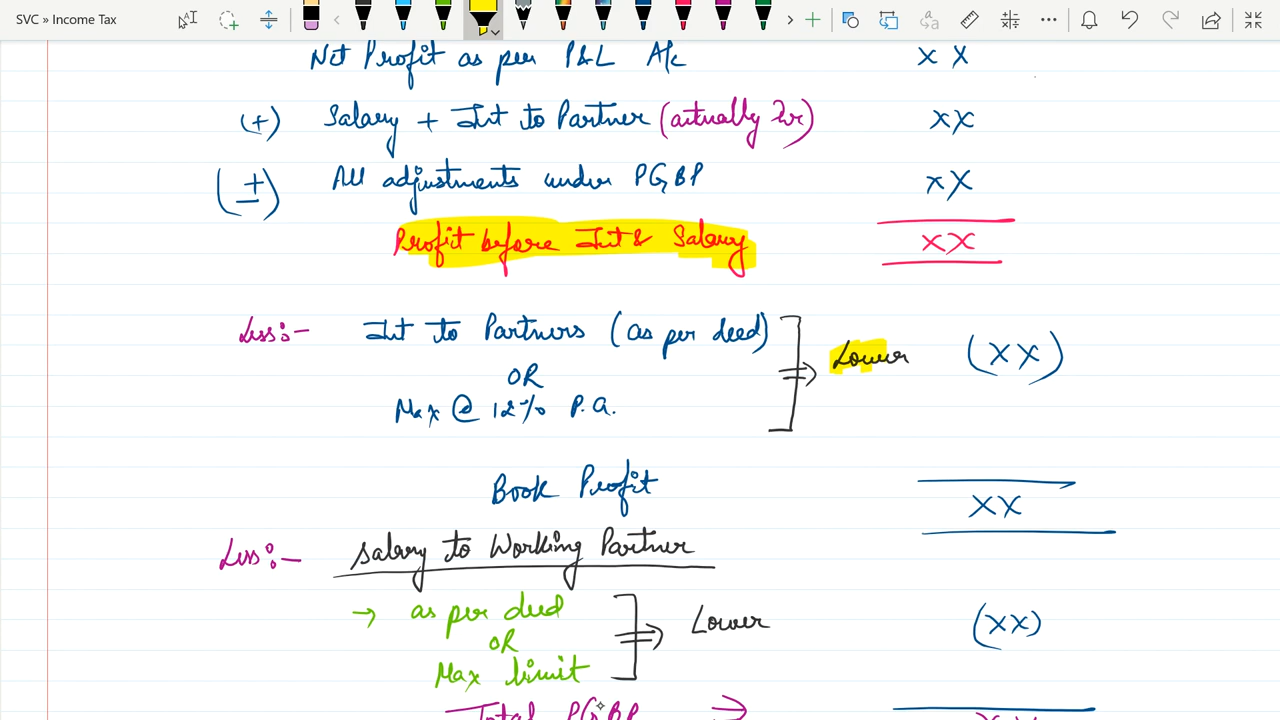 SVC » Income Tax
Net Profit as per P&L A/c XX
(+) Salary + Int to Partner (actually Dr) XX
(±) All adjustments under PGBP XX
Profit before Int & Salary XX
Less:- Int to Partners (as per deed)
OR
Max @ 12% P.A.
Lower (XX)
Book Profit XX
Less:- Salary to Working Partner
→ as per deed
OR
Max limit
Lower (XX)
Total PGBP